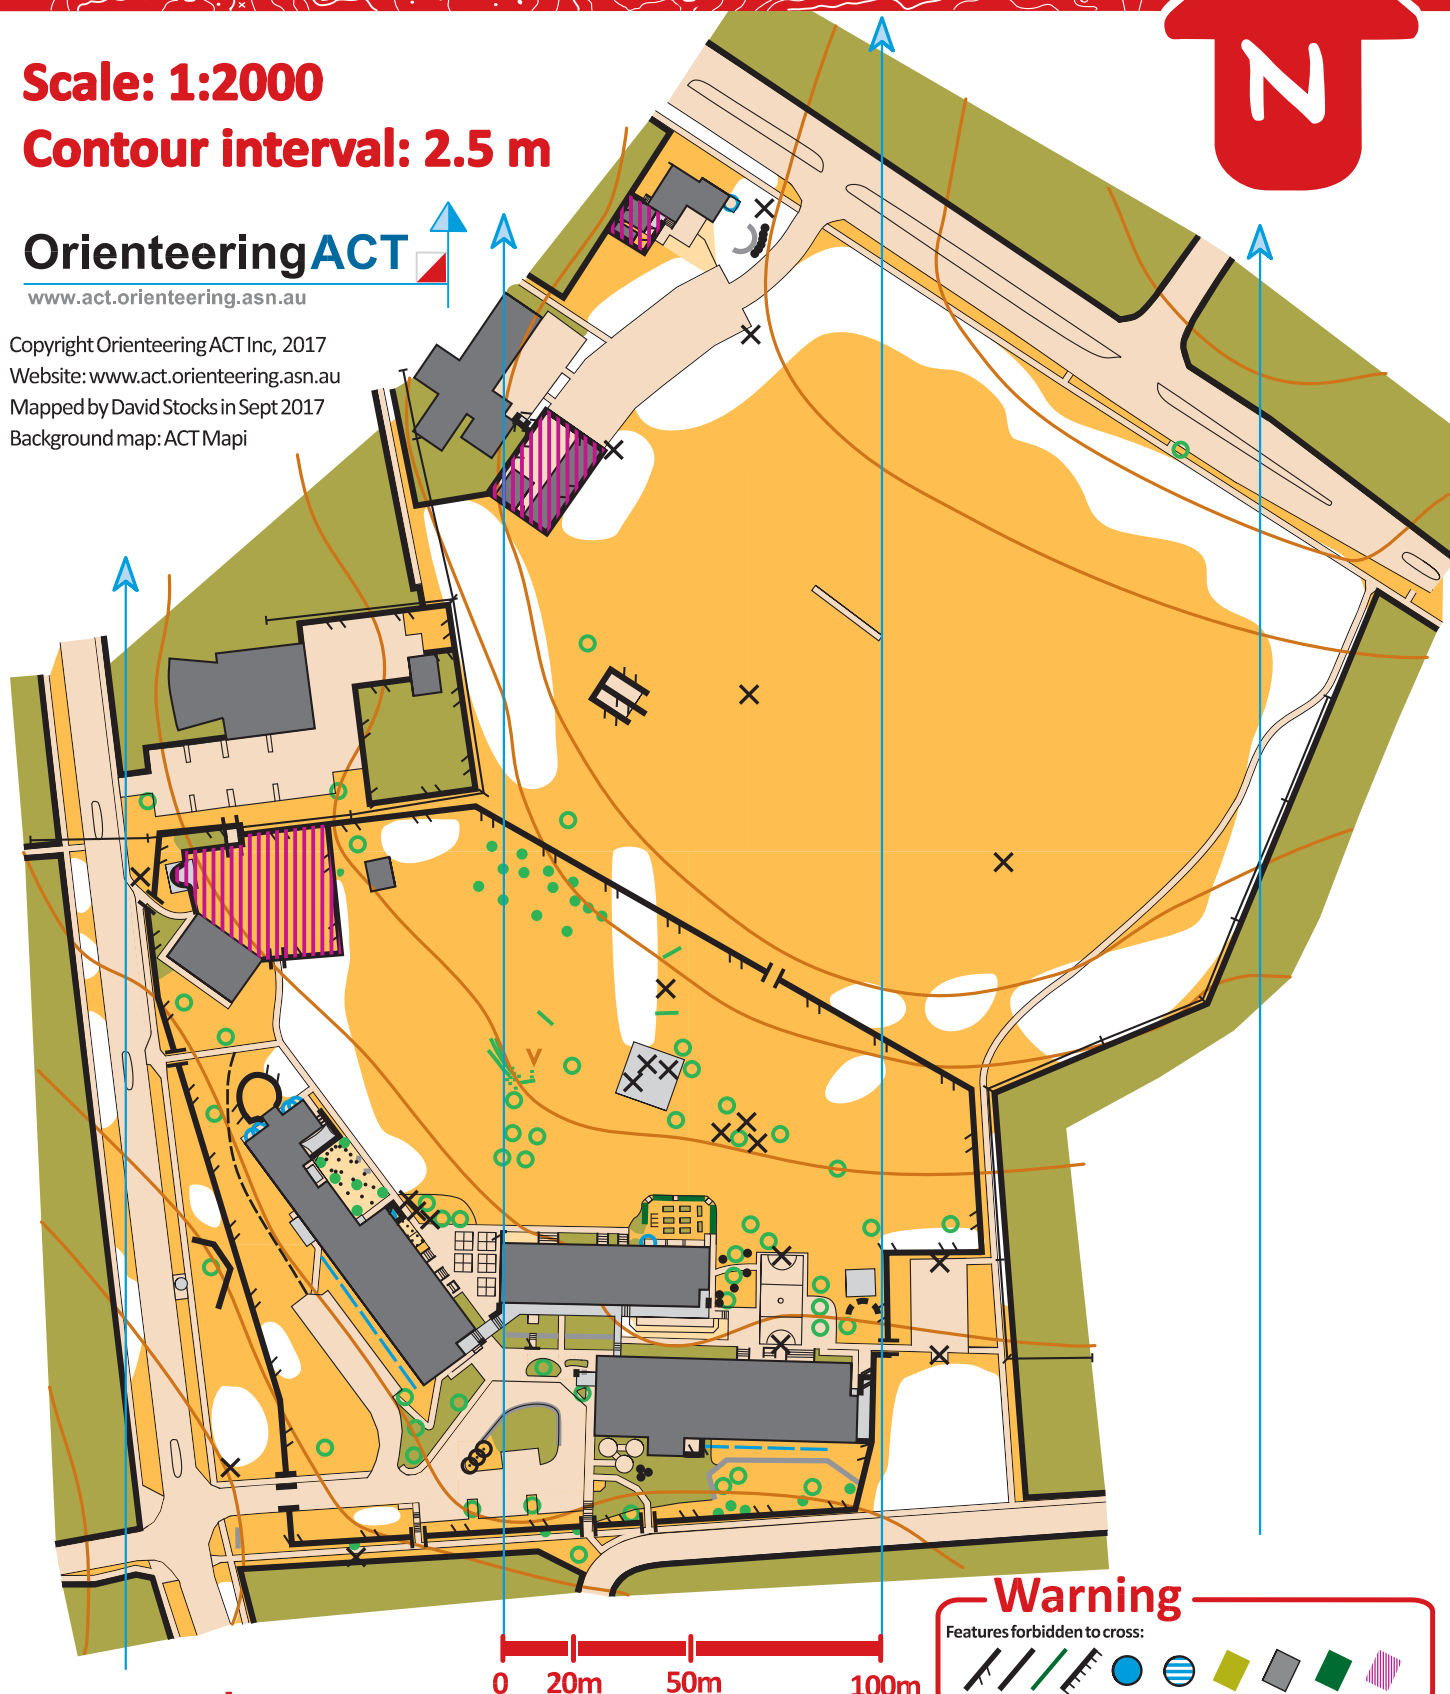 N
Scale: 1:2000
Contour interval: 2.5 m
OrienteeringACT
www.act.orienteering.asn.au
Copyright Orienteering ACT Inc, 2017
Website: www.act.orienteering.asn.au
Mapped by David Stocks in Sept 2017
Background map: ACT Mapi
0 20m 50m 100m
Warning
Features forbidden to cross: